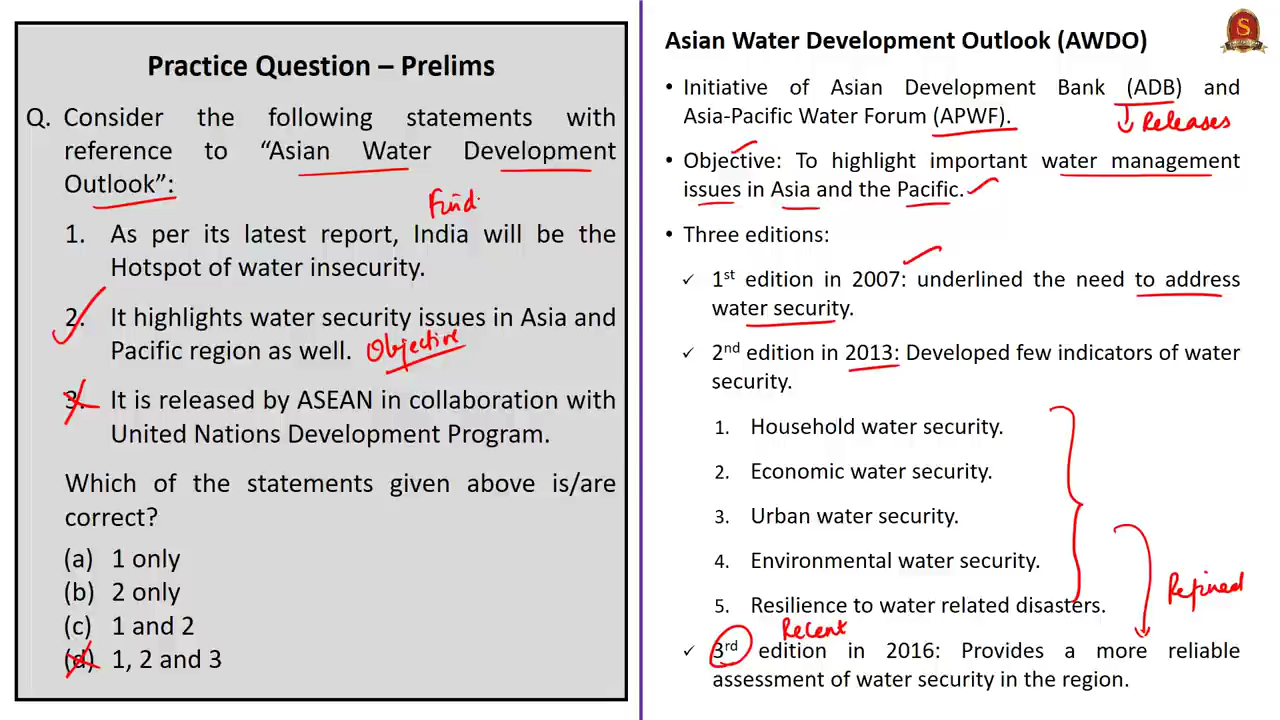 Practice Question – Prelims
Q. Consider the following statements with
reference to “Asian Water Development
Outlook”:
Find.
1. As per its latest report, India will be the
Hotspot of water insecurity.
2. It highlights water security issues in Asia and
Pacific region as well. Objective
3. It is released by ASEAN in collaboration with
United Nations Development Program.
Which of the statements given above is/are
correct?
(a) 1 only
(b) 2 only
(c) 1 and 2
(d) 1, 2 and 3
S
Asian Water Development Outlook (AWDO)
• Initiative of Asian Development Bank (ADB) and
Asia-Pacific Water Forum (APWF).
Releases
• Objective: To highlight important water management
issues in Asia and the Pacific.
• Three editions:
✓ 1st edition in 2007: underlined the need to address
water security.
✓ 2nd edition in 2013: Developed few indicators of water
security.
1. Household water security.
2. Economic water security.
3. Urban water security.
4. Environmental water security.
5. Resilience to water related disasters.
Refined
Recent
✓ 3rd edition in 2016: Provides a more reliable
assessment of water security in the region.